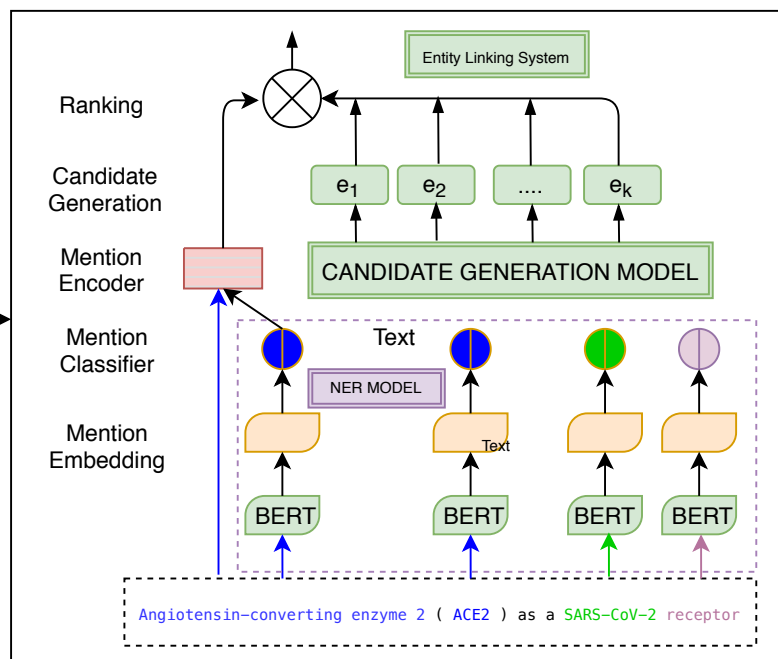 Entity Linking System
Ranking
Candidate
Generation
e1
e2
....
ek
Mention
Encoder
CANDIDATE GENERATION MODEL
Mention
Classifier
Text
NER MODEL
Mention
Embedding
Text
BERT
BERT
BERT
BERT
Angiotensin-converting enzyme 2 ( ACE2 ) as a SARS-CoV-2 receptor